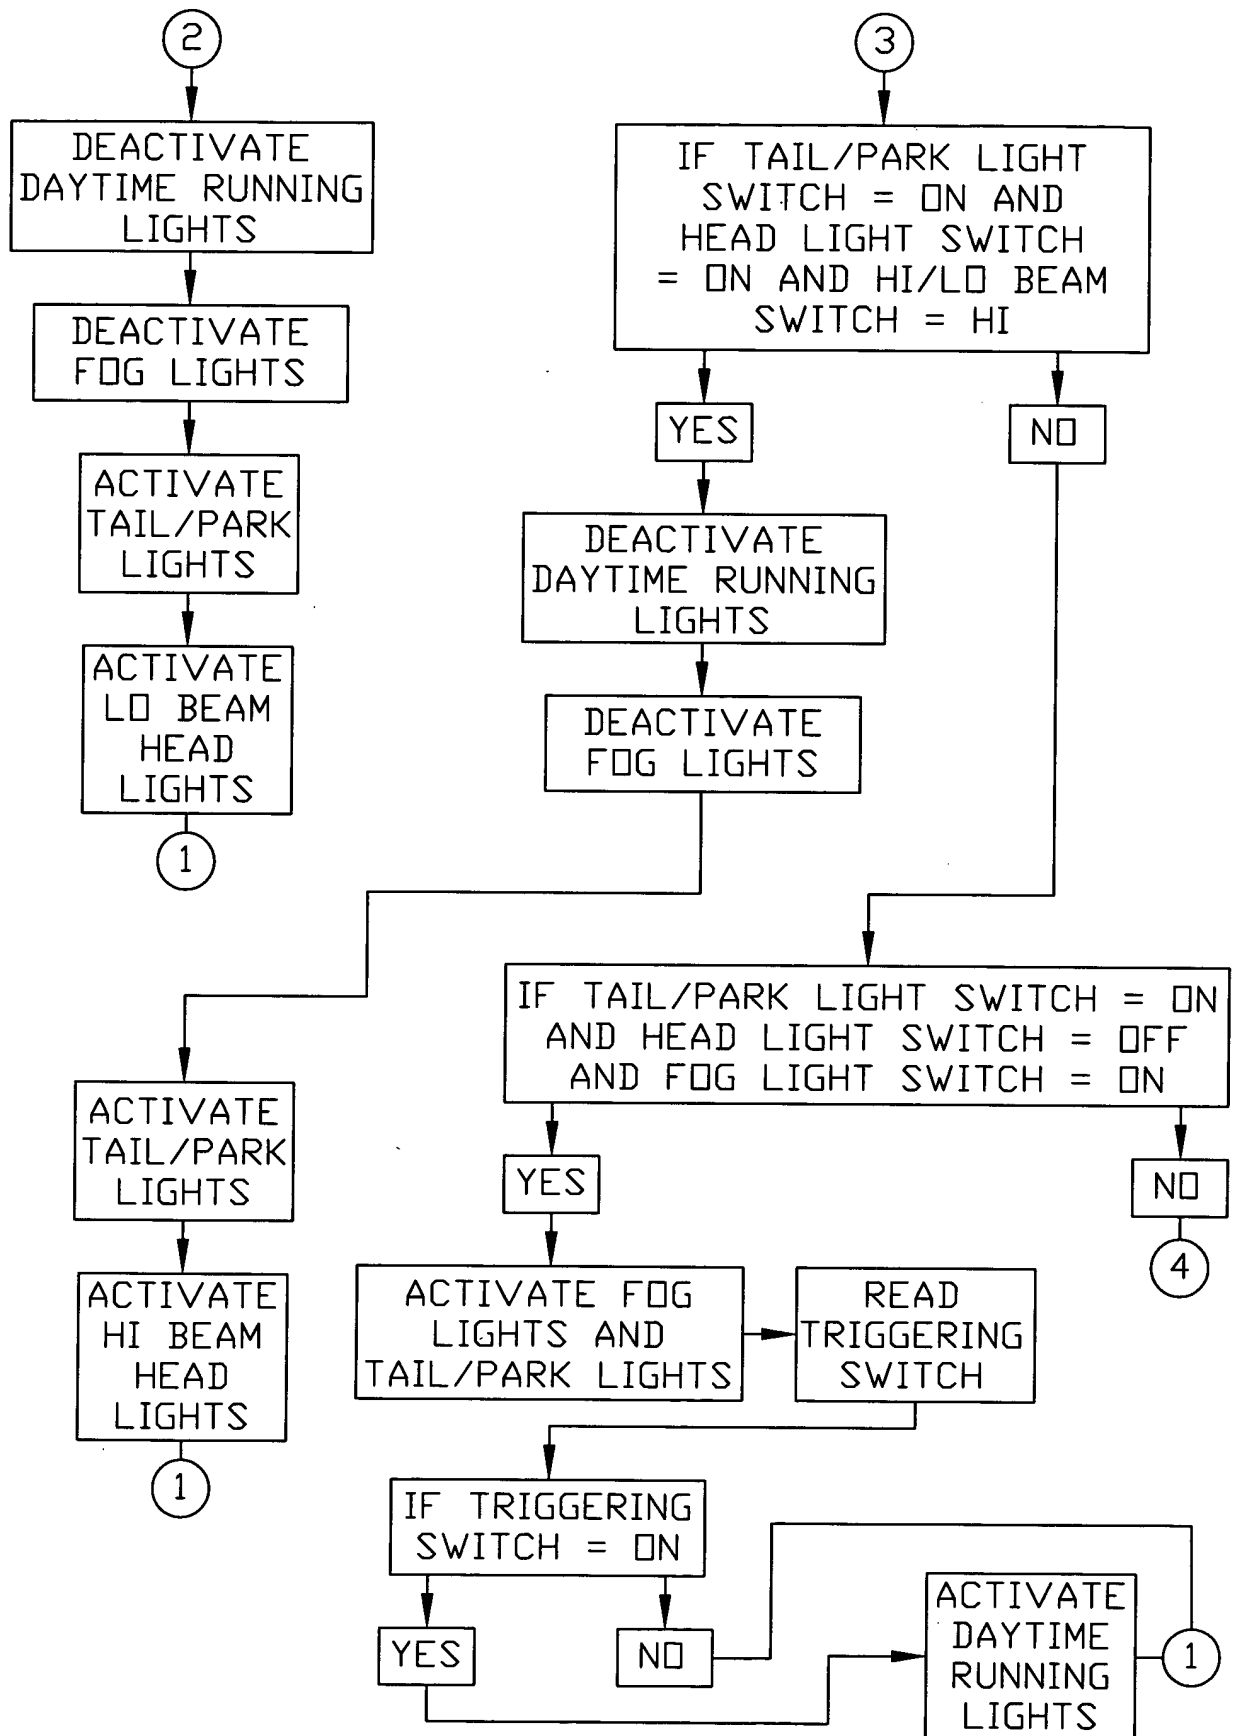 2
DEACTIVATE
DAYTIME RUNNING
LIGHTS
DEACTIVATE
FOG LIGHTS
ACTIVATE
TAIL/PARK
LIGHTS
ACTIVATE
LO BEAM
HEAD
LIGHTS
1
3
IF TAIL/PARK LIGHT
SWITCH = ON AND
HEAD LIGHT SWITCH
= ON AND HI/LO BEAM
SWITCH = HI
YES
NO
DEACTIVATE
DAYTIME RUNNING
LIGHTS
DEACTIVATE
FOG LIGHTS
ACTIVATE
TAIL/PARK
LIGHTS
ACTIVATE
HI BEAM
HEAD
LIGHTS
1
IF TAIL/PARK LIGHT SWITCH = ON
AND HEAD LIGHT SWITCH = OFF
AND FOG LIGHT SWITCH = ON
YES
NO
4
ACTIVATE FOG
LIGHTS AND
TAIL/PARK LIGHTS
READ
TRIGGERING
SWITCH
IF TRIGGERING
SWITCH = ON
YES
NO
ACTIVATE
DAYTIME
RUNNING
LIGHTS
1